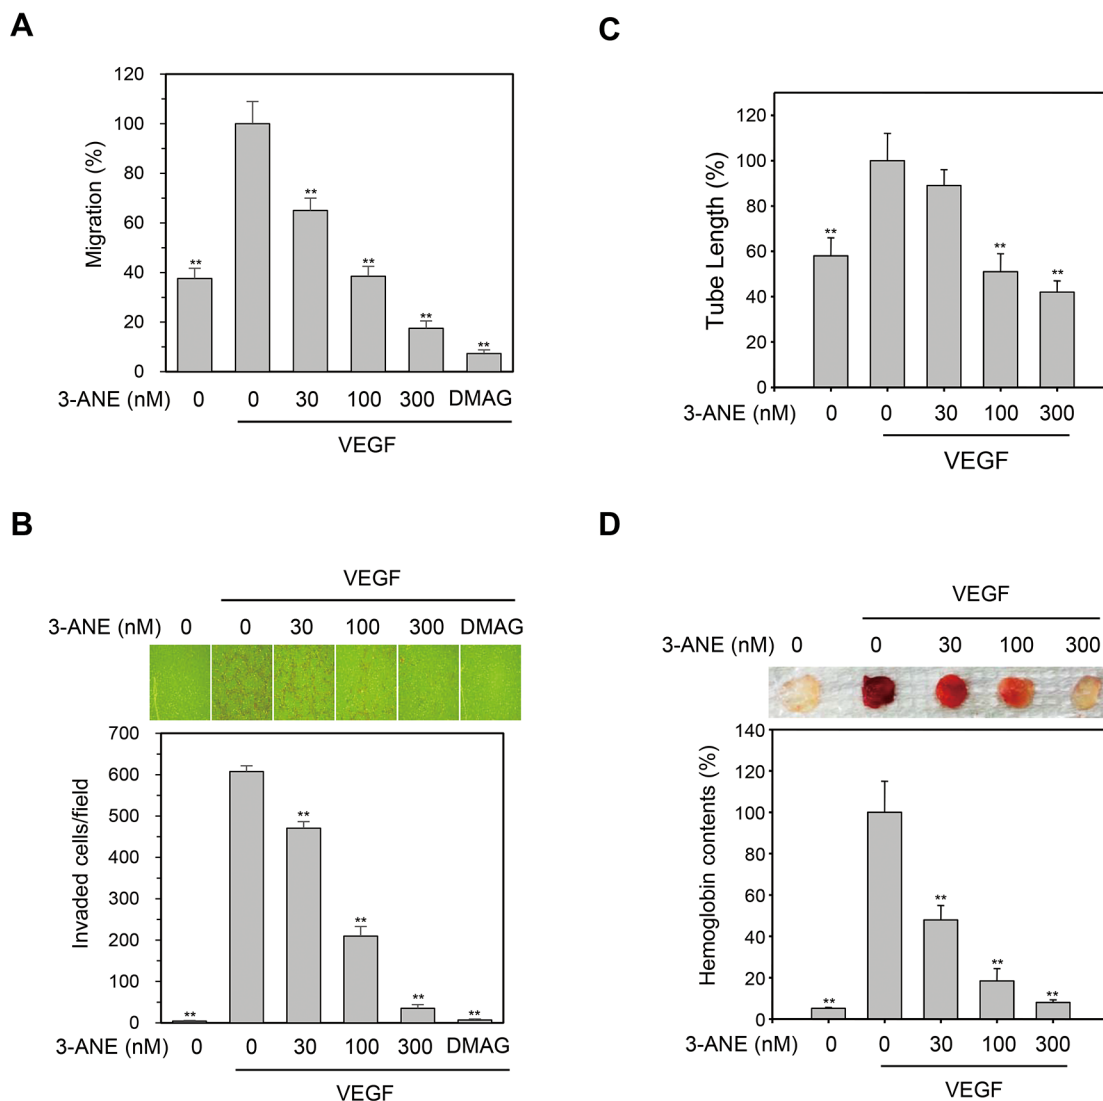 A
120
100
80
60
40
20
0
Migration (%)
**
**
**
**
**
3-ANE (nM) 0 0 30 100 300 DMAG
VEGF
C
120
100
80
60
40
20
0
Tube Length (%)
**
**
**
3-ANE (nM) 0 0 30 100 300
VEGF
B
VEGF
3-ANE (nM) 0 0 30 100 300 DMAG
700
600
500
400
300
200
100
0
Invaded cells/field
**
**
**
**
**
3-ANE (nM) 0 0 30 100 300 DMAG
VEGF
D
VEGF
3-ANE (nM) 0 0 30 100 300
140
120
100
80
60
40
20
0
Hemoglobin contents (%)
**
**
**
**
3-ANE (nM) 0 0 30 100 300
VEGF